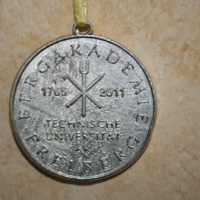 BERGAKADEMIE
1765 2011
TECHNISCHE
UNIVERSITÄT
FREIBERG